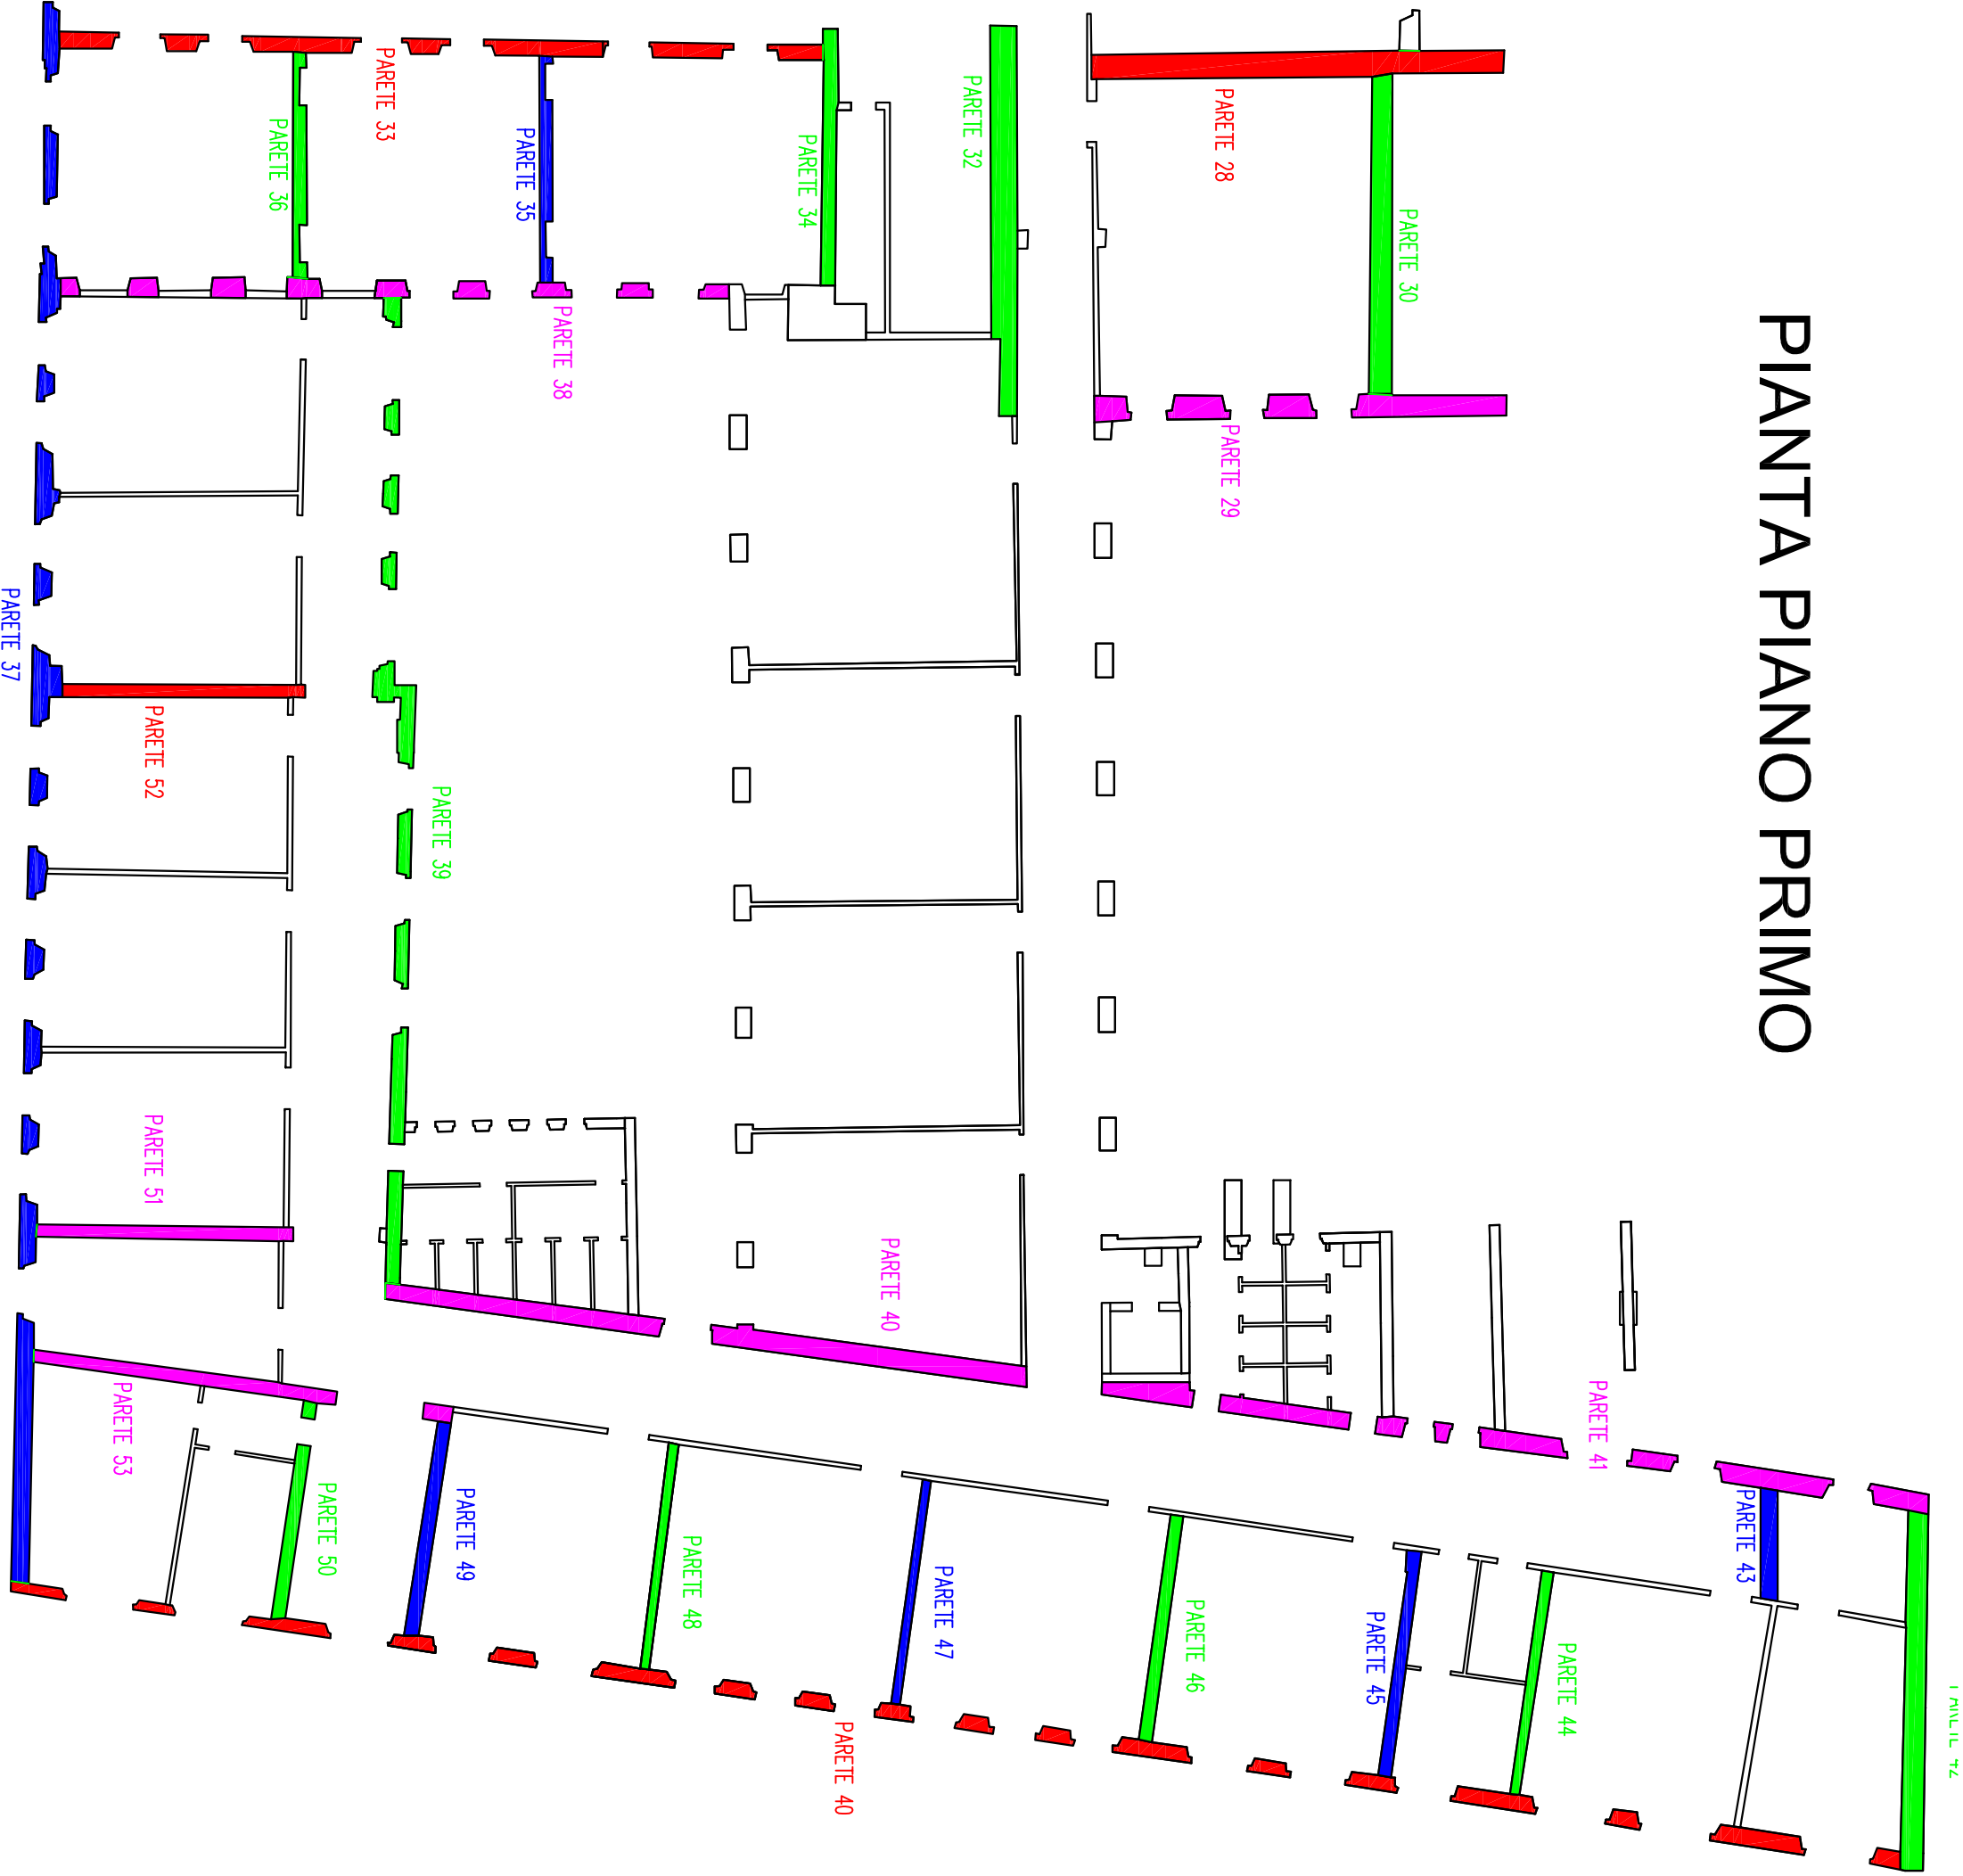 PIANTA PIANO PRIMO
PARETE 28
PARETE 30
PARETE 29
PARETE 32
PARETE 34
PARETE 35
PARETE 33
PARETE 36
PARETE 38
PARETE 37
PARETE 52
PARETE 39
PARETE 51
PARETE 40
PARETE 41
PARETE 53
PARETE 50
PARETE 49
PARETE 48
PARETE 47
PARETE 46
PARETE 45
PARETE 44
PARETE 43
PARETE 42
PARETE 40